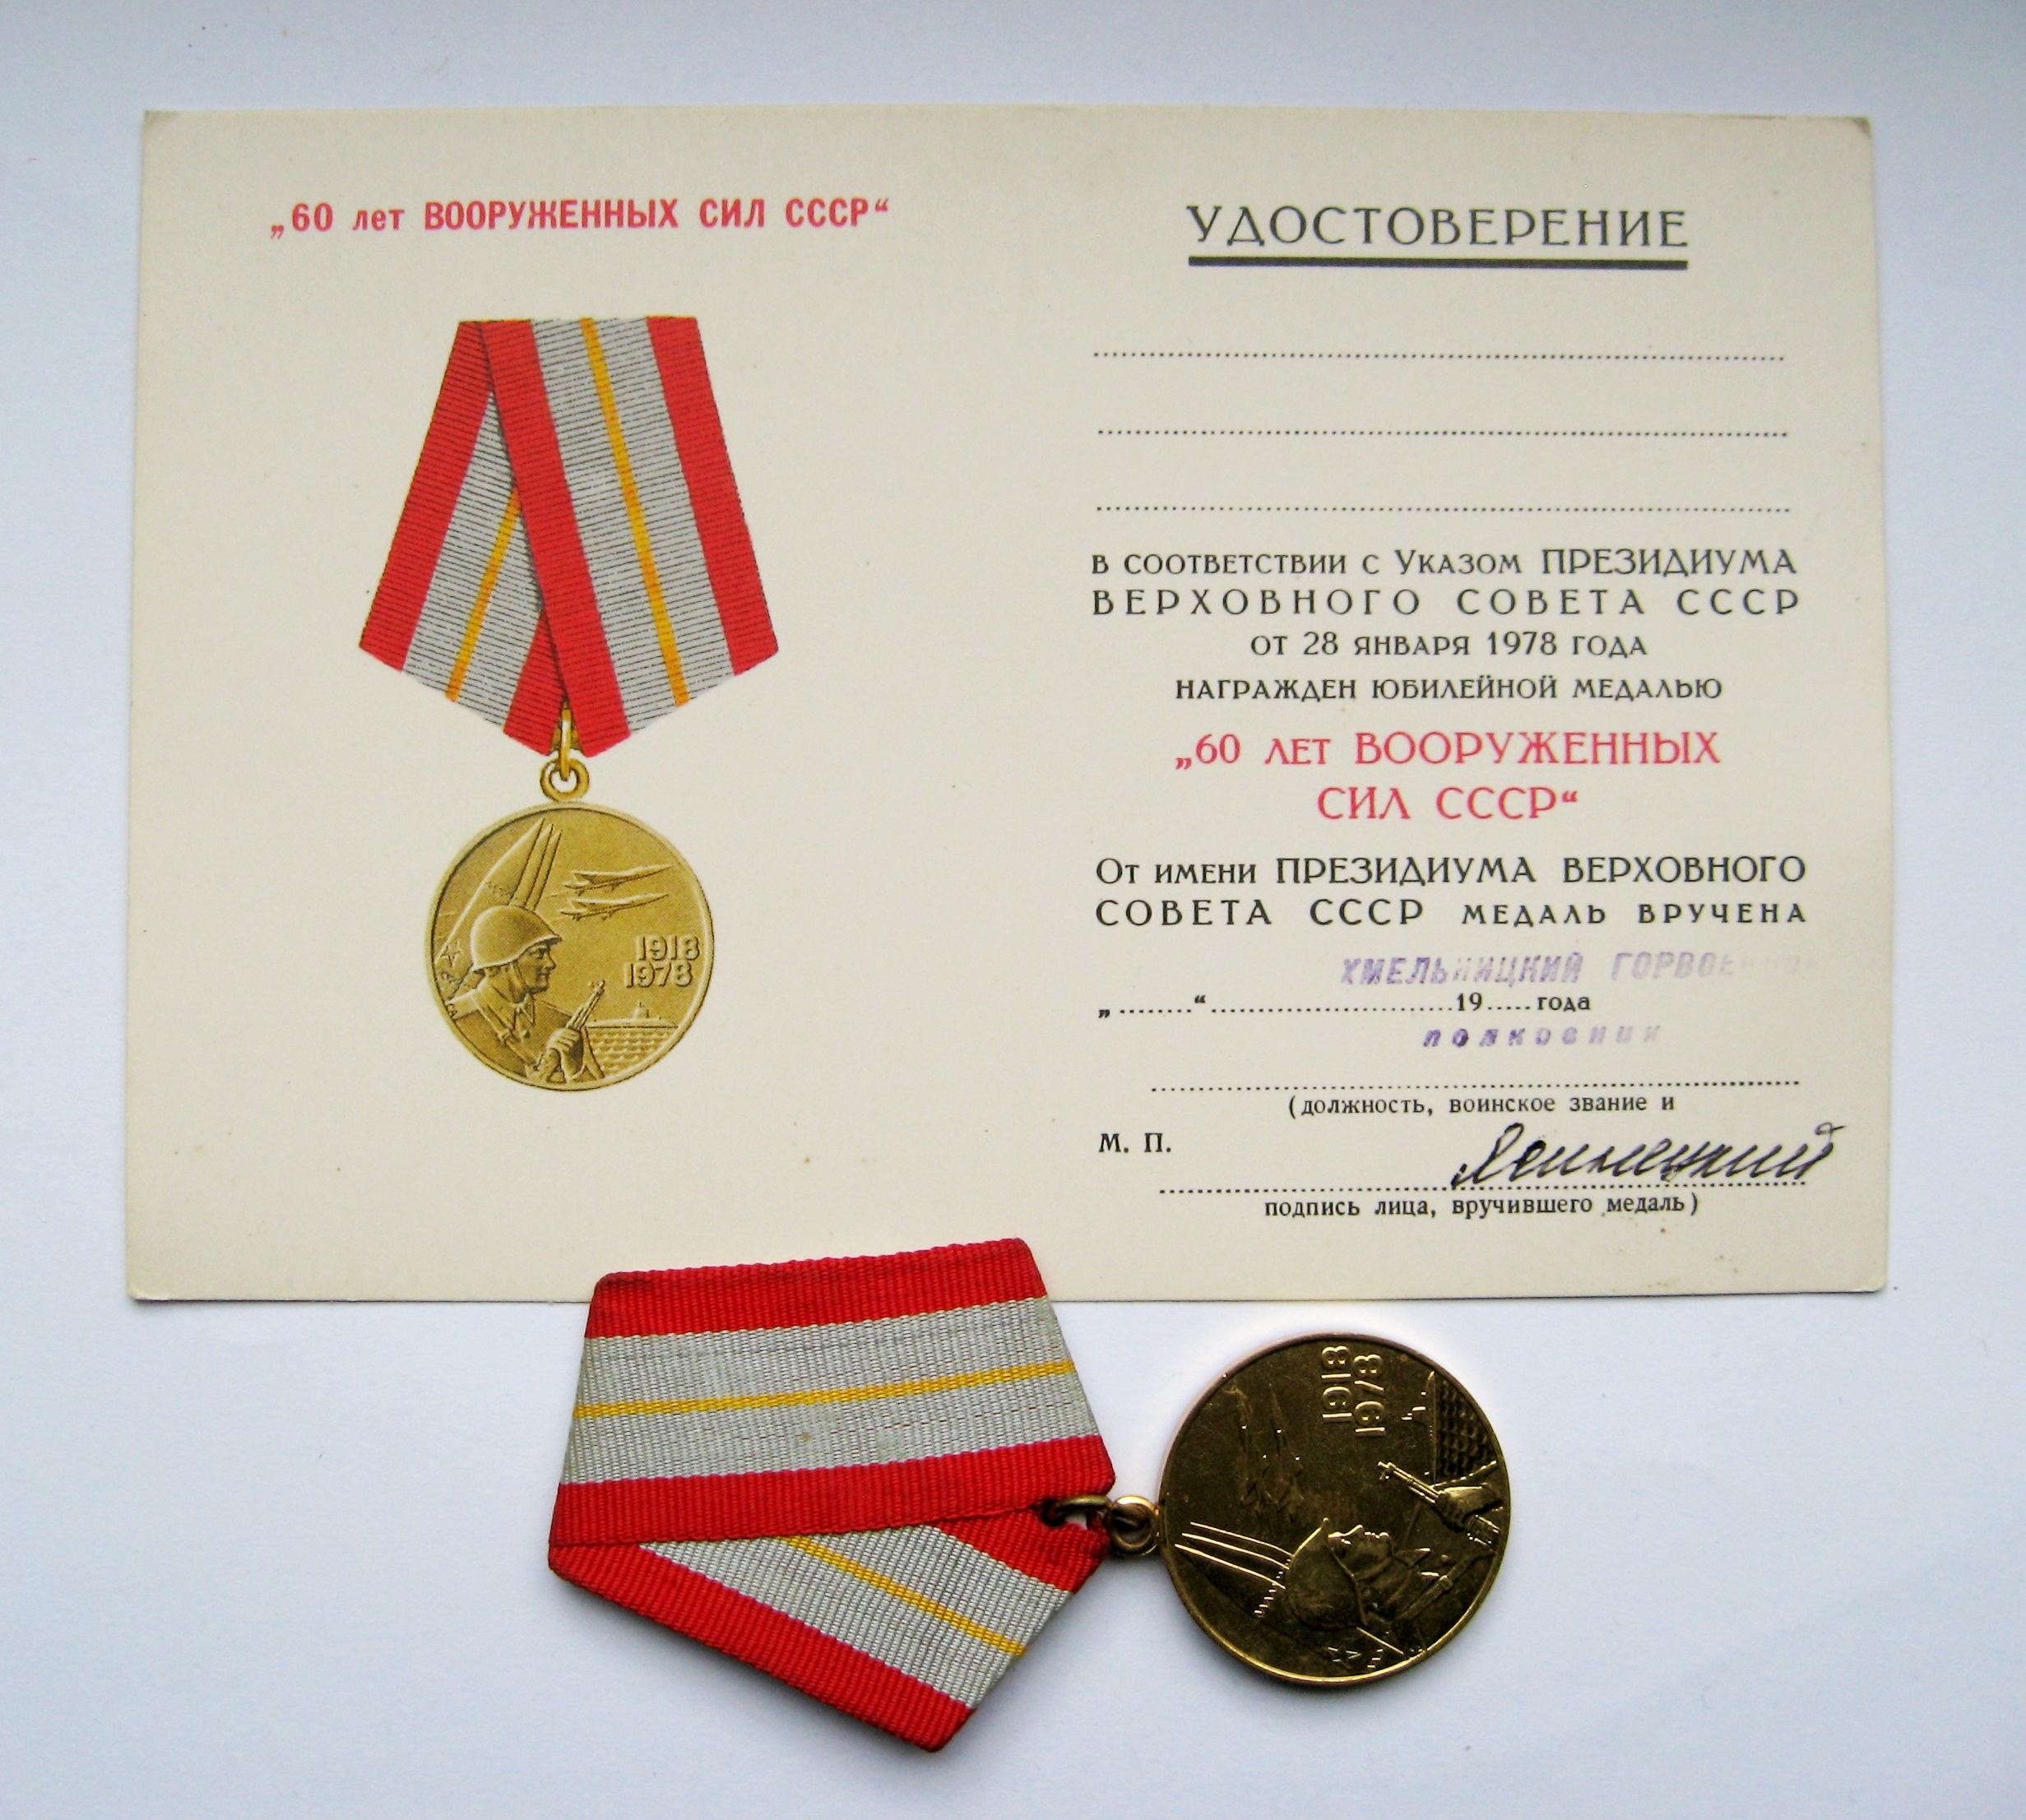 „60 лет ВООРУЖЕННЫХ СИЛ СССР“
1918
1978
УДОСТОВЕРЕНИЕ
В СООТВЕТСТВИИ С УКАЗОМ ПРЕЗИДИУМА
ВЕРХОВНОГО СОВЕТА СССР
ОТ 28 ЯНВАРЯ 1978 ГОДА
НАГРАЖДЕН ЮБИЛЕЙНОЙ МЕДАЛЬЮ
„60 ЛЕТ ВООРУЖЕННЫХ
СИЛ СССР“
ОТ ИМЕНИ ПРЕЗИДИУМА ВЕРХОВНОГО
СОВЕТА СССР МЕДАЛЬ ВРУЧЕНА
ХМЕЛЬНИЦКИЙ
„........“..........................19.....года
полковник
(должность, воинское звание и
М. П.
подпись лица, вручившего медаль)
1918
1978